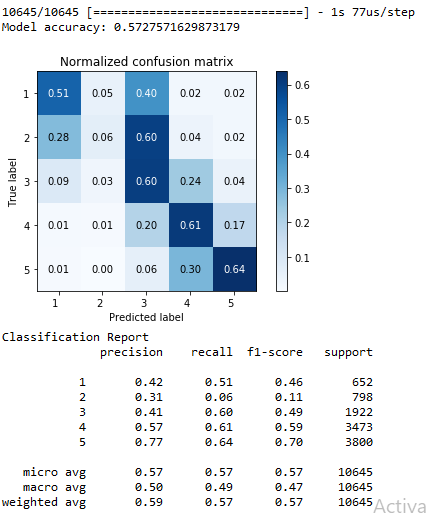 10645/10645 [==============================] - 1s 77us/step
Model accuracy: 0.5727571629873179
Normalized confusion matrix
1 0.51 0.05 0.40 0.02 0.02
2 0.28 0.06 0.60 0.04 0.02
3 0.09 0.03 0.60 0.24 0.04
4 0.01 0.01 0.20 0.61 0.17
5 0.01 0.00 0.06 0.30 0.64
1 2 3 4 5
True label
Predicted label
0.6
0.5
0.4
0.3
0.2
0.1
Classification Report
precision recall f1-score support
1 0.42 0.51 0.46 652
2 0.31 0.06 0.11 798
3 0.41 0.60 0.49 1922
4 0.57 0.61 0.59 3473
5 0.77 0.64 0.70 3800
micro avg 0.57 0.57 0.57 10645
macro avg 0.50 0.49 0.47 10645
weighted avg 0.59 0.57 0.57 10645
Activa